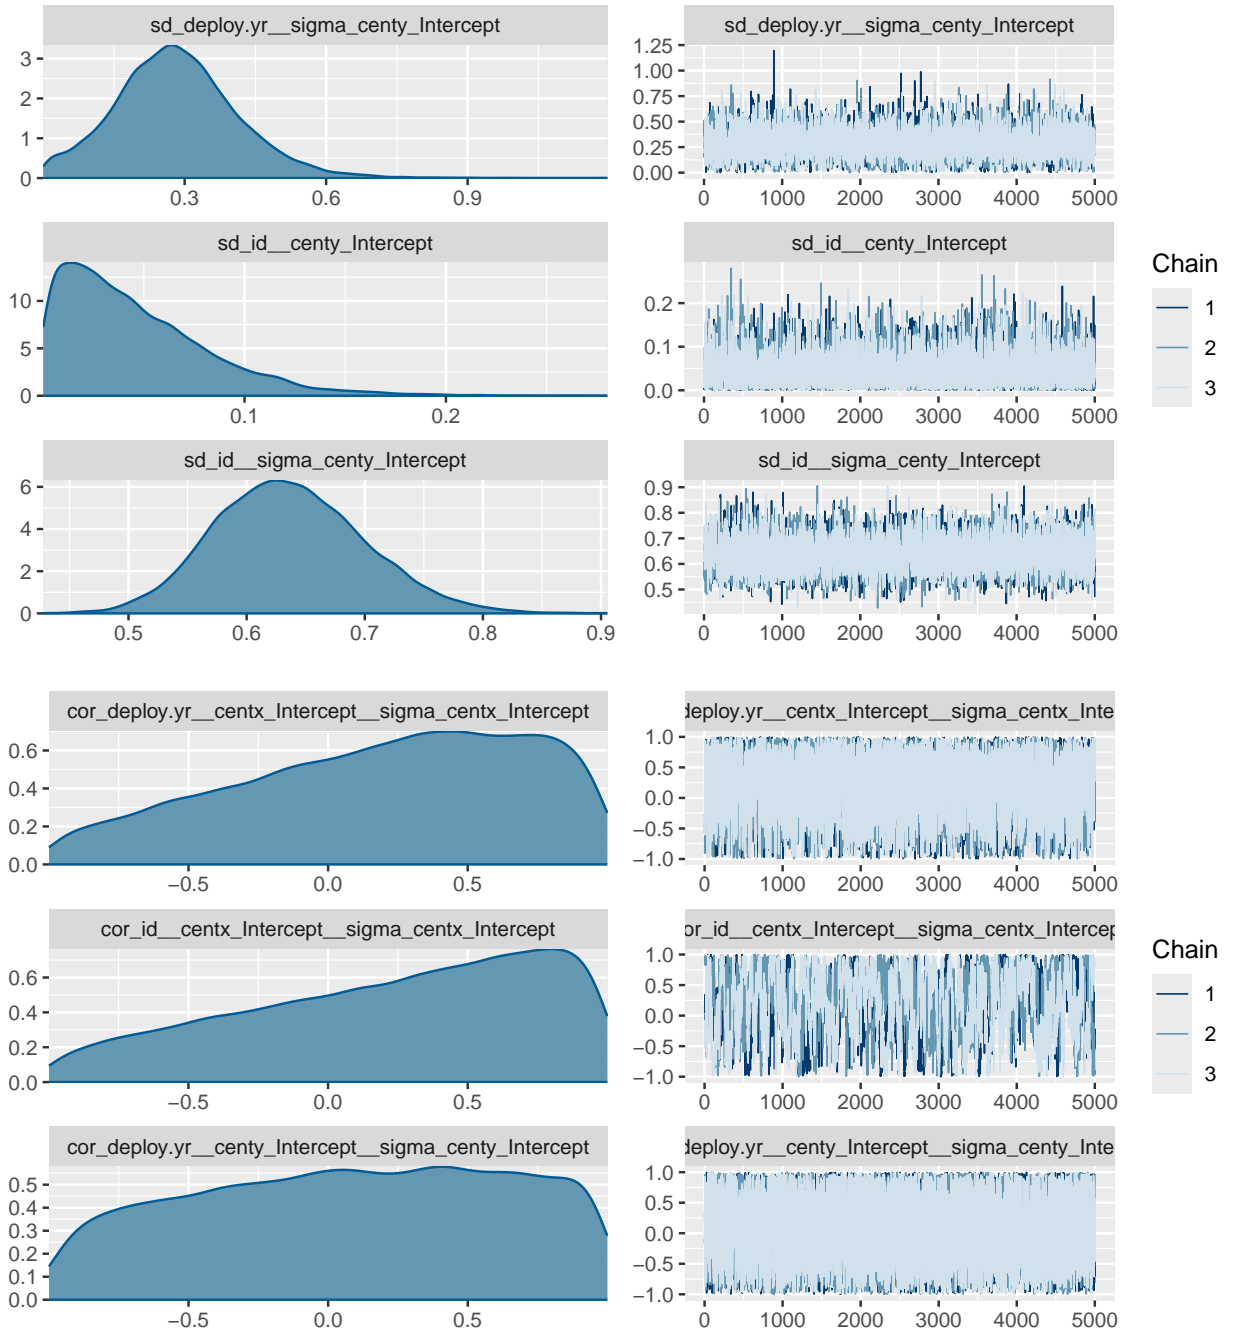 sd_deploy.yr__sigma_centy_Intercept
3
2
1
0
0.3 0.6 0.9
sd_deploy.yr__sigma_centy_Intercept
1.25
1.00
0.75
0.50
0.25
0.00
0 1000 2000 3000 4000 5000
sd_id__centy_Intercept
10
5
0
0.1 0.2
sd_id__centy_Intercept
0.2
0.1
0.0
0 1000 2000 3000 4000 5000
sd_id__sigma_centy_Intercept
6
4
2
0
0.5 0.6 0.7 0.8 0.9
sd_id__sigma_centy_Intercept
0.9
0.8
0.7
0.6
0.5
0 1000 2000 3000 4000 5000
Chain
1
2
3
cor_deploy.yr__centx_Intercept__sigma_centx_Intercept
0.6
0.4
0.2
0.0
−0.5 0.0 0.5
deploy.yr__centx_Intercept__sigma_centx_Inte
1.0
0.5
0.0
−0.5
−1.0
0 1000 2000 3000 4000 5000
cor_id__centx_Intercept__sigma_centx_Intercept
0.6
0.4
0.2
0.0
−0.5 0.0 0.5
or_id__centx_Intercept__sigma_centx_Intercep
1.0
0.5
0.0
−0.5
−1.0
0 1000 2000 3000 4000 5000
cor_deploy.yr__centy_Intercept__sigma_centy_Intercept
0.5
0.4
0.3
0.2
0.1
0.0
−0.5 0.0 0.5
deploy.yr__centy_Intercept__sigma_centy_Inte
1.0
0.5
0.0
−0.5
−1.0
0 1000 2000 3000 4000 5000
Chain
1
2
3